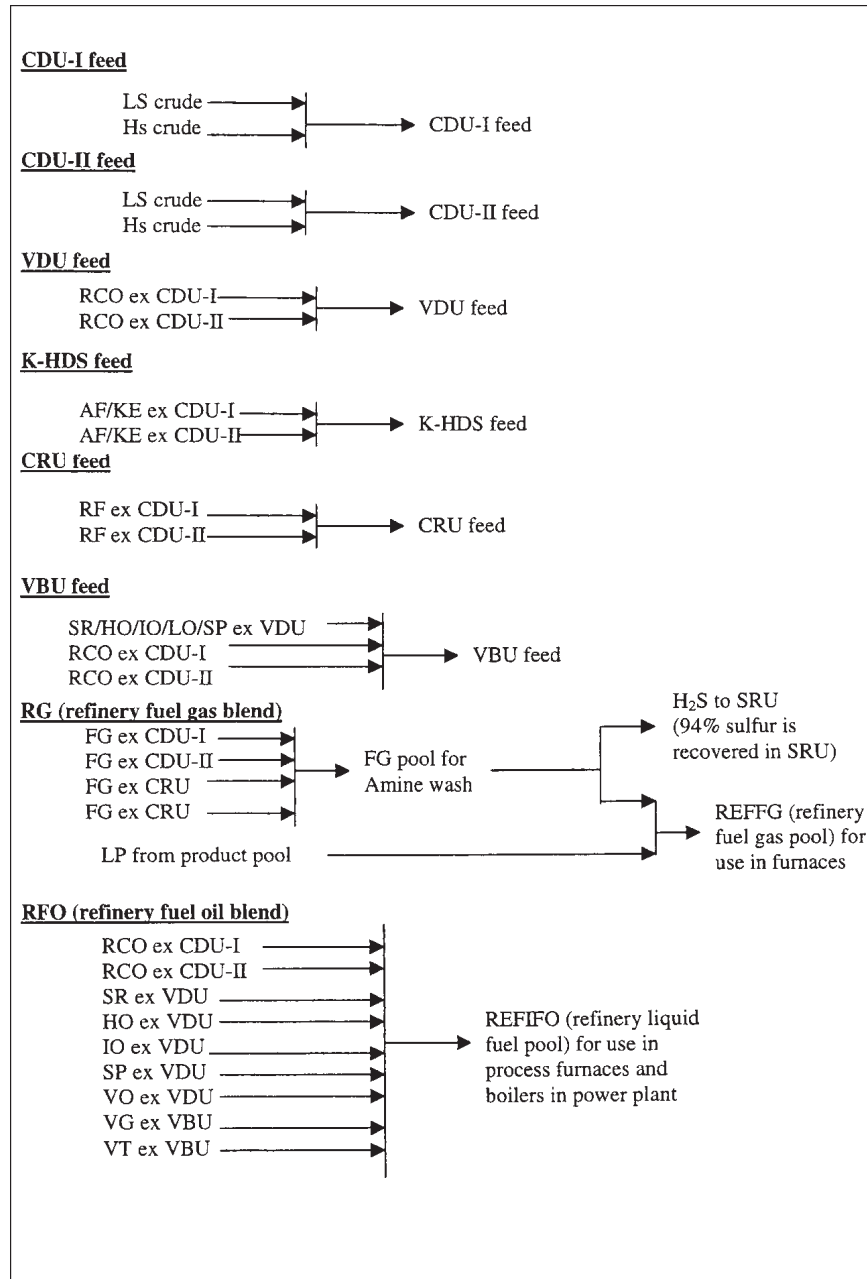 CDU-I feed
LS crude
Hs crude
CDU-I feed
CDU-II feed
LS crude
Hs crude
CDU-II feed
VDU feed
RCO ex CDU-I
RCO ex CDU-II
VDU feed
K-HDS feed
AF/KE ex CDU-I
AF/KE ex CDU-II
K-HDS feed
CRU feed
RF ex CDU-I
RF ex CDU-II
CRU feed
VBU feed
SR/HO/IO/LO/SP ex VDU
RCO ex CDU-I
RCO ex CDU-II
VBU feed
RG (refinery fuel gas blend)
FG ex CDU-I
FG ex CDU-II
FG ex CRU
FG ex CRU
FG pool for
Amine wash
H₂S to SRU
(94% sulfur is
recovered in SRU)
LP from product pool
REFFG (refinery
fuel gas pool) for
use in furnaces
RFO (refinery fuel oil blend)
RCO ex CDU-I
RCO ex CDU-II
SR ex VDU
HO ex VDU
IO ex VDU
SP ex VDU
VO ex VDU
VG ex VBU
VT ex VBU
REFIFO (refinery liquid
fuel pool) for use in
process furnaces and
boilers in power plant